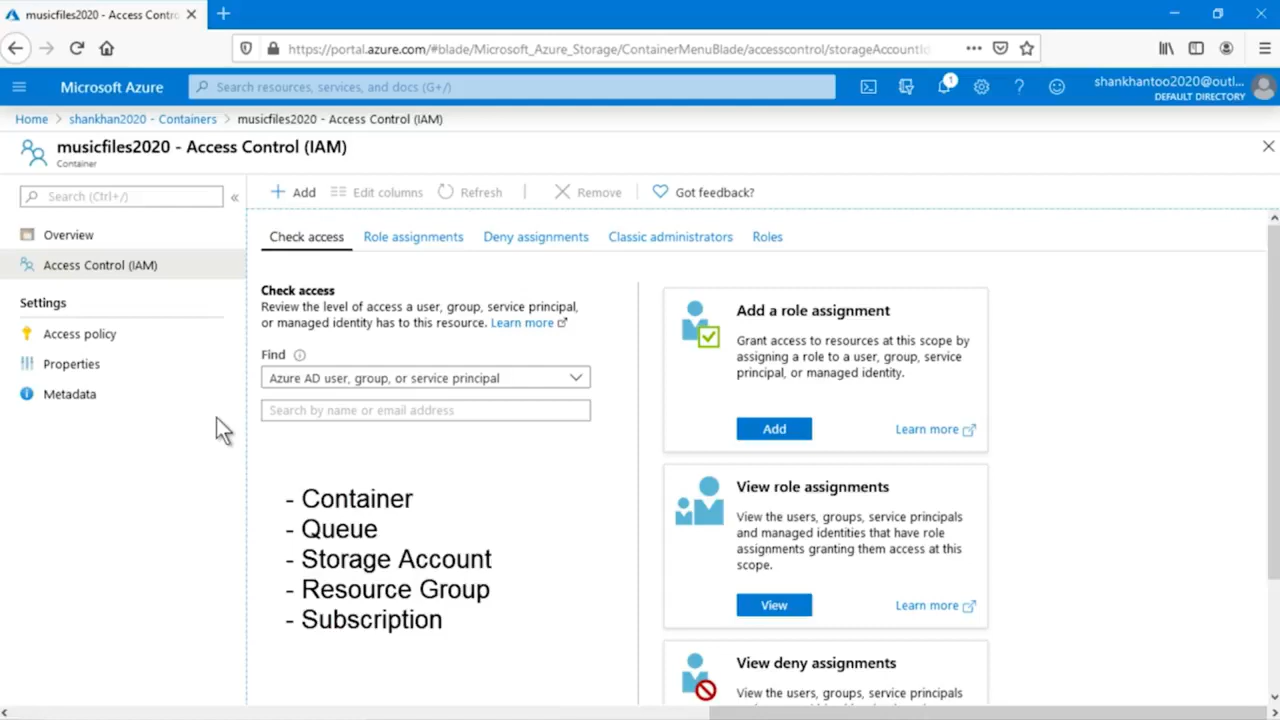 musicfiles2020 - Access Contro
https://portal.azure.com/#blade/Microsoft_Azure_Storage/ContainerMenuBlade/accesscontrol/storageAccountId
Microsoft Azure
Search resources, services, and docs (G+/)
1
shankhantoo2020@outl...
DEFAULT DIRECTORY
Home > shankhan2020 - Containers > musicfiles2020 - Access Control (IAM)
musicfiles2020 - Access Control (IAM)
Container
Search (Ctrl+/)
Overview
Access Control (IAM)
Settings
Access policy
Properties
Metadata
Add Edit columns Refresh Remove Got feedback?
Check access Role assignments Deny assignments Classic administrators Roles
Check access
Review the level of access a user, group, service principal,
or managed identity has to this resource. Learn more
Find
Azure AD user, group, or service principal
Search by name or email address
- Container
- Queue
- Storage Account
- Resource Group
- Subscription
Add a role assignment
Grant access to resources at this scope by
assigning a role to a user, group, service
principal, or managed identity.
Add Learn more
View role assignments
View the users, groups, service principals
and managed identities that have role
assignments granting them access at this
scope.
View Learn more
View deny assignments
View the users, groups, service principals